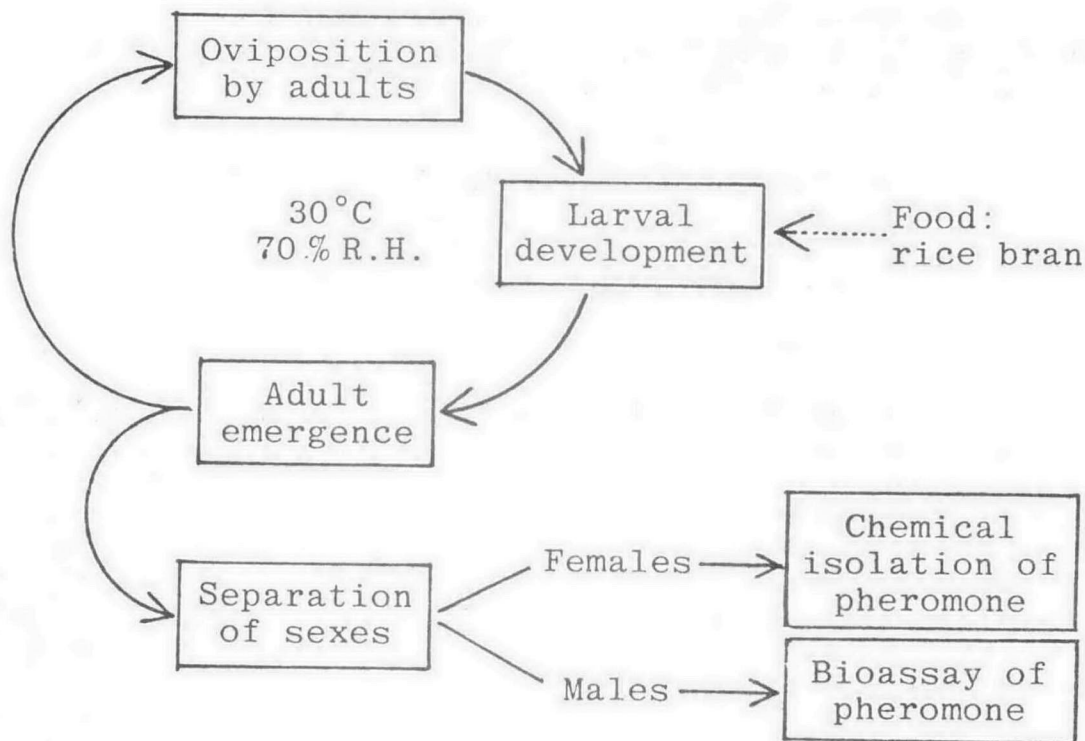 Oviposition
by adults
30°C
70.% R.H.
Larval
development
Food:
rice bran
Adult
emergence
Separation
of sexes
Females
Chemical
isolation of
pheromone
Males
Bioassay of
pheromone